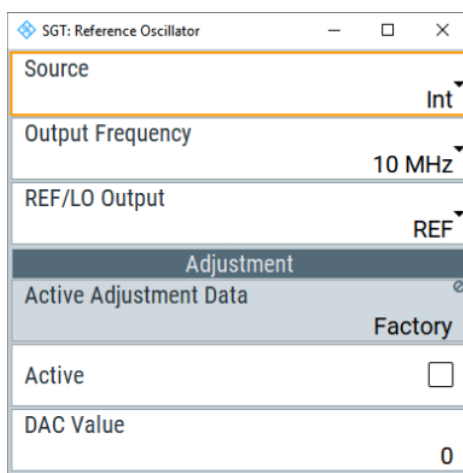 SGT: Reference Oscillator
Source
Int
Output Frequency
10 MHz
REF/LO Output
REF
Adjustment
Active Adjustment Data
Factory
Active
DAC Value
0